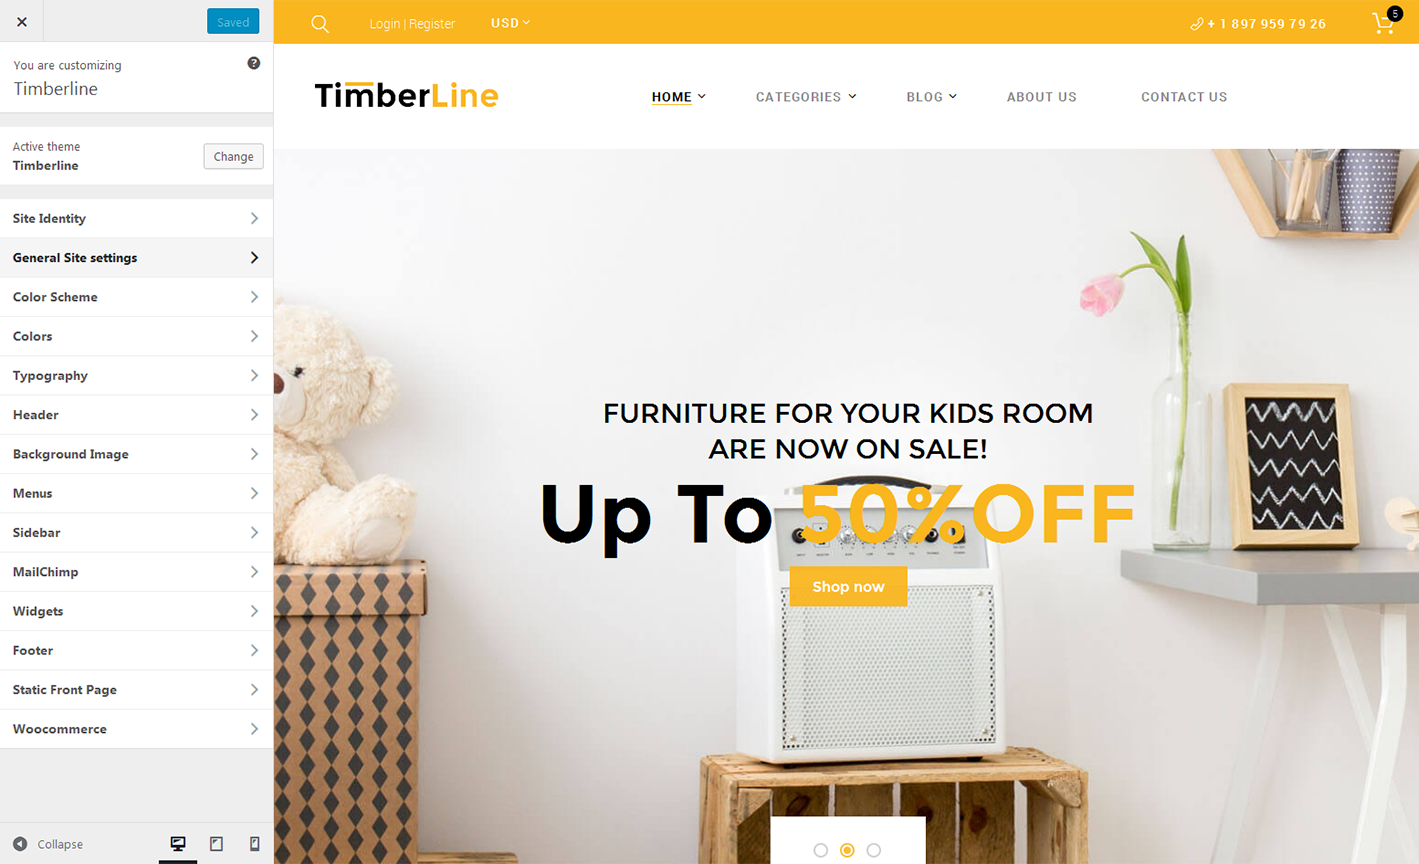 Saved
You are customizing
Timberline
Active theme
Timberline
Change
Site Identity
General Site settings
Color Scheme
Colors
Typography
Header
Background Image
Menus
Sidebar
MailChimp
Widgets
Footer
Static Front Page
Woocommerce
Collapse
Login | Register
USD
+ 1 897 959 79 26
5
TimberLine
HOME
CATEGORIES
BLOG
ABOUT US
CONTACT US
FURNITURE FOR YOUR KIDS ROOM
ARE NOW ON SALE!
Up To 50%OFF
Shop now